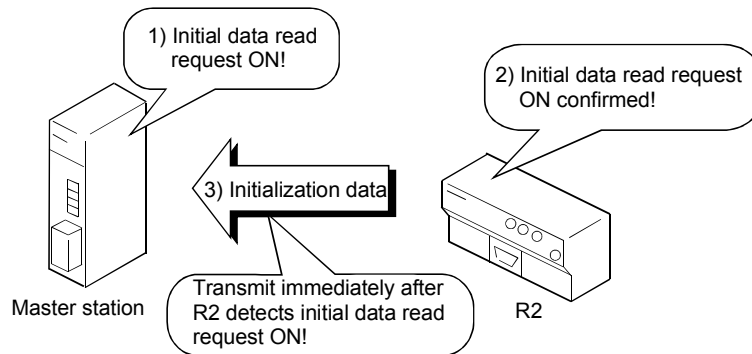 1) Initial data read
request ON!
2) Initial data read request
ON confirmed!
3) Initialization data
Transmit immediately after
R2 detects initial data read
request ON!
Master station
R2